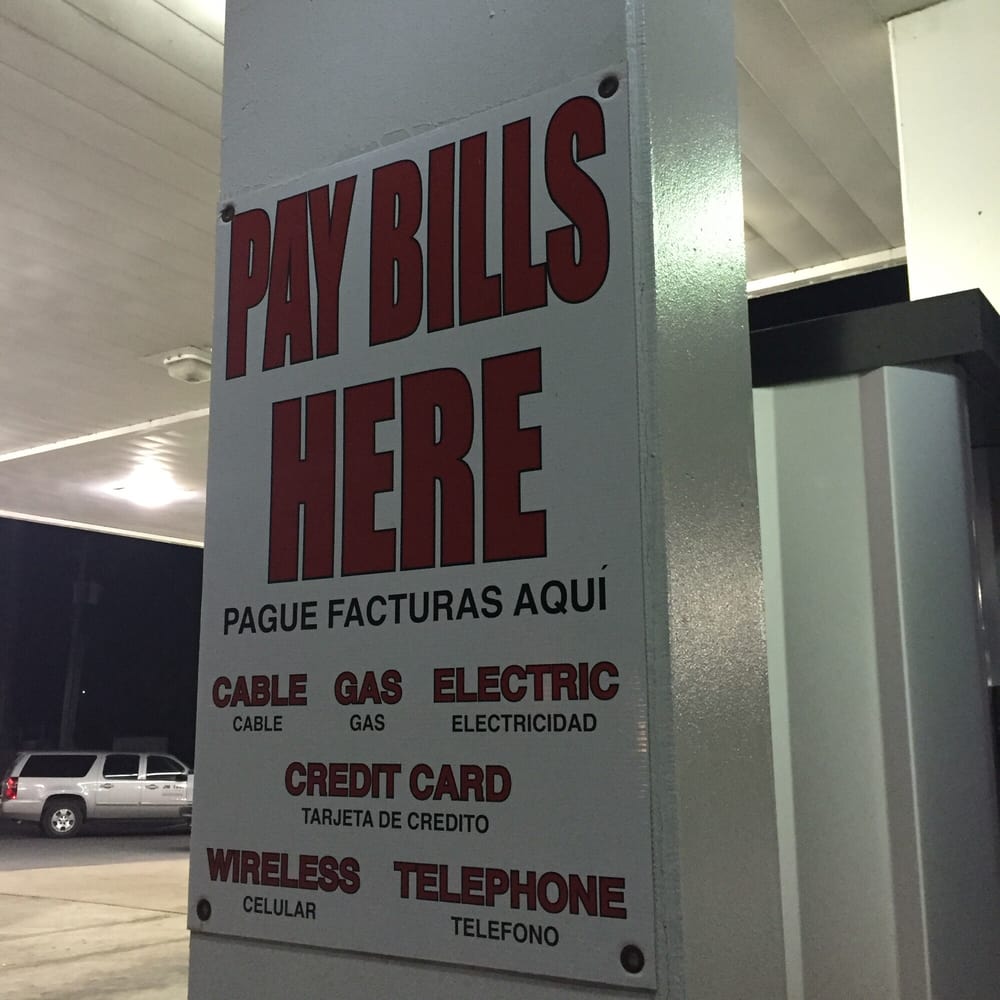 PAY BILLS
HERE
PAGUE FACTURAS AQUÍ
CABLE GAS ELECTRIC
CABLE GAS ELECTRICIDAD
CREDIT CARD
TARJETA DE CREDITO
WIRELESS TELEPHONE
CELULAR TELEFONO